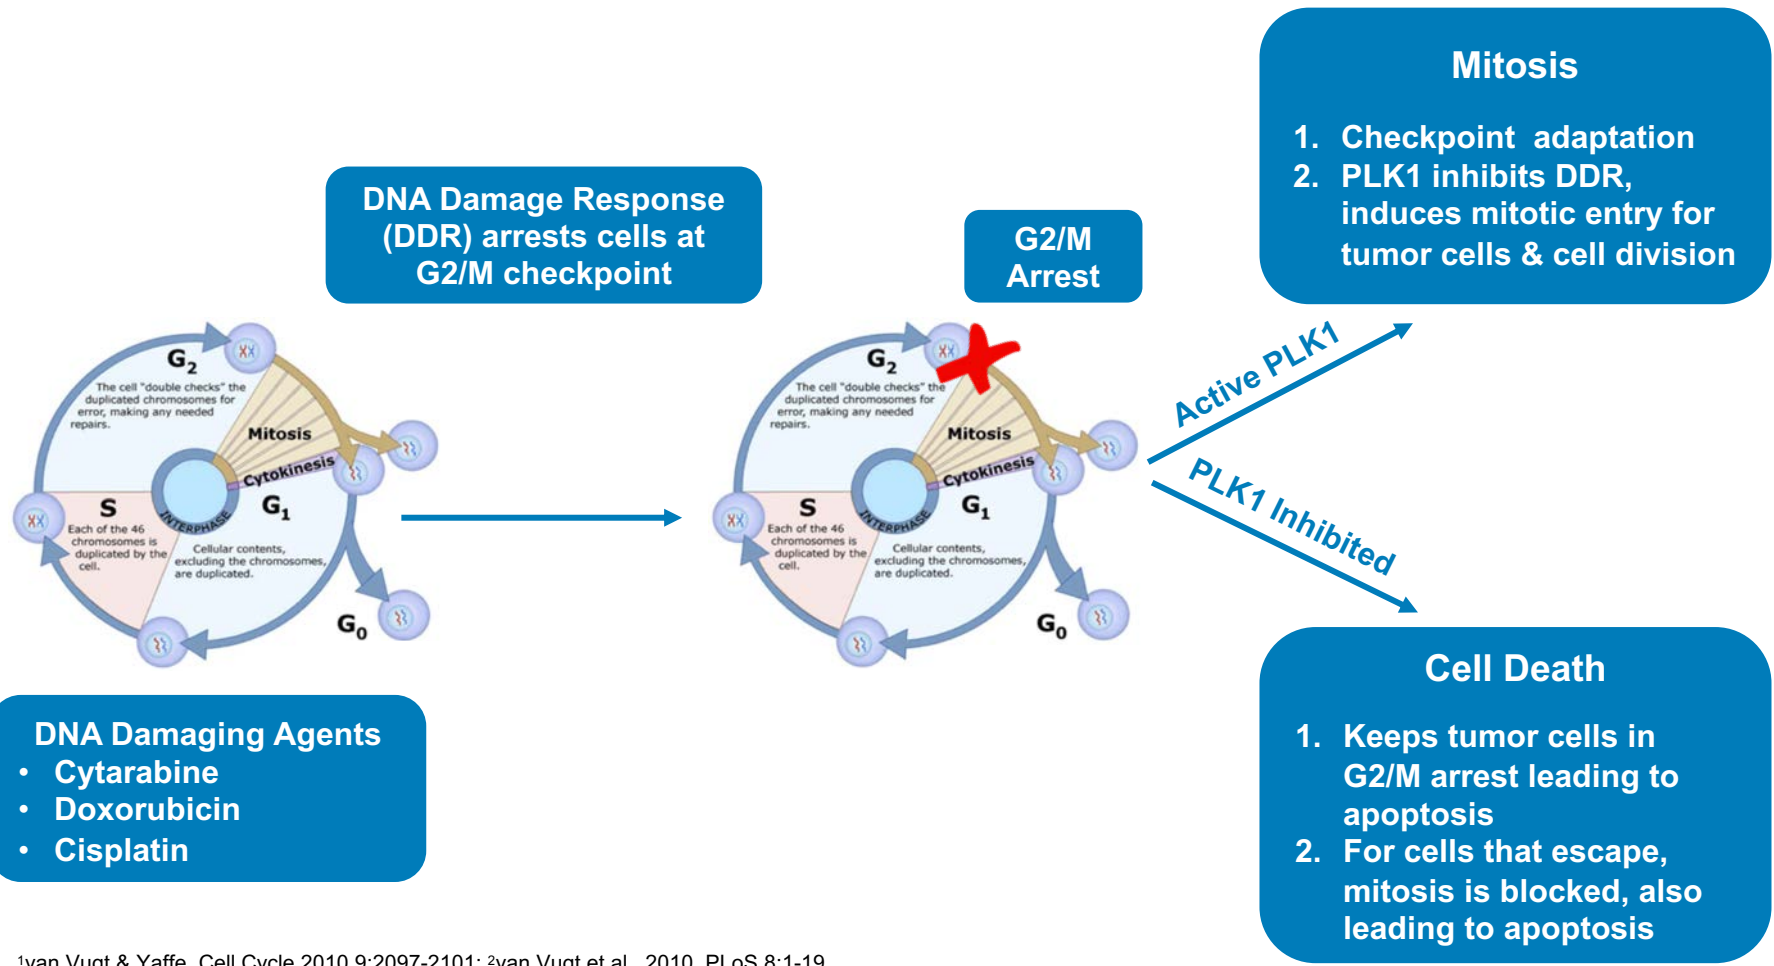 Mitosis
1. Checkpoint adaptation
2. PLK1 inhibits DDR,
induces mitotic entry for
tumor cells & cell division
DNA Damage Response
(DDR) arrests cells at
G2/M checkpoint
G2/M
Arrest
G2
The cell "double checks" the
duplicated chromosomes for
error, making any needed
repairs.
Mitosis
Cytokinesis
S
Each of the 46
chromosomes is
duplicated by the
cell.
INTERPHASE
G1
Cellular contents,
excluding the chromosomes,
are duplicated.
G0
G2
The cell "double checks" the
duplicated chromosomes for
error, making any needed
repairs.
Mitosis
Cytokinesis
S
Each of the 46
chromosomes is
duplicated by the
cell.
INTERPHASE
G1
Cellular contents,
excluding the chromosomes,
are duplicated.
G0
Active PLK1
PLK1 Inhibited
DNA Damaging Agents
• Cytarabine
• Doxorubicin
• Cisplatin
Cell Death
1. Keeps tumor cells in
G2/M arrest leading to
apoptosis
2. For cells that escape,
mitosis is blocked, also
leading to apoptosis
1van Vugt & Yaffe, Cell Cycle 2010 9:2097-2101; 2van Vugt et al., 2010, PLoS 8:1-19